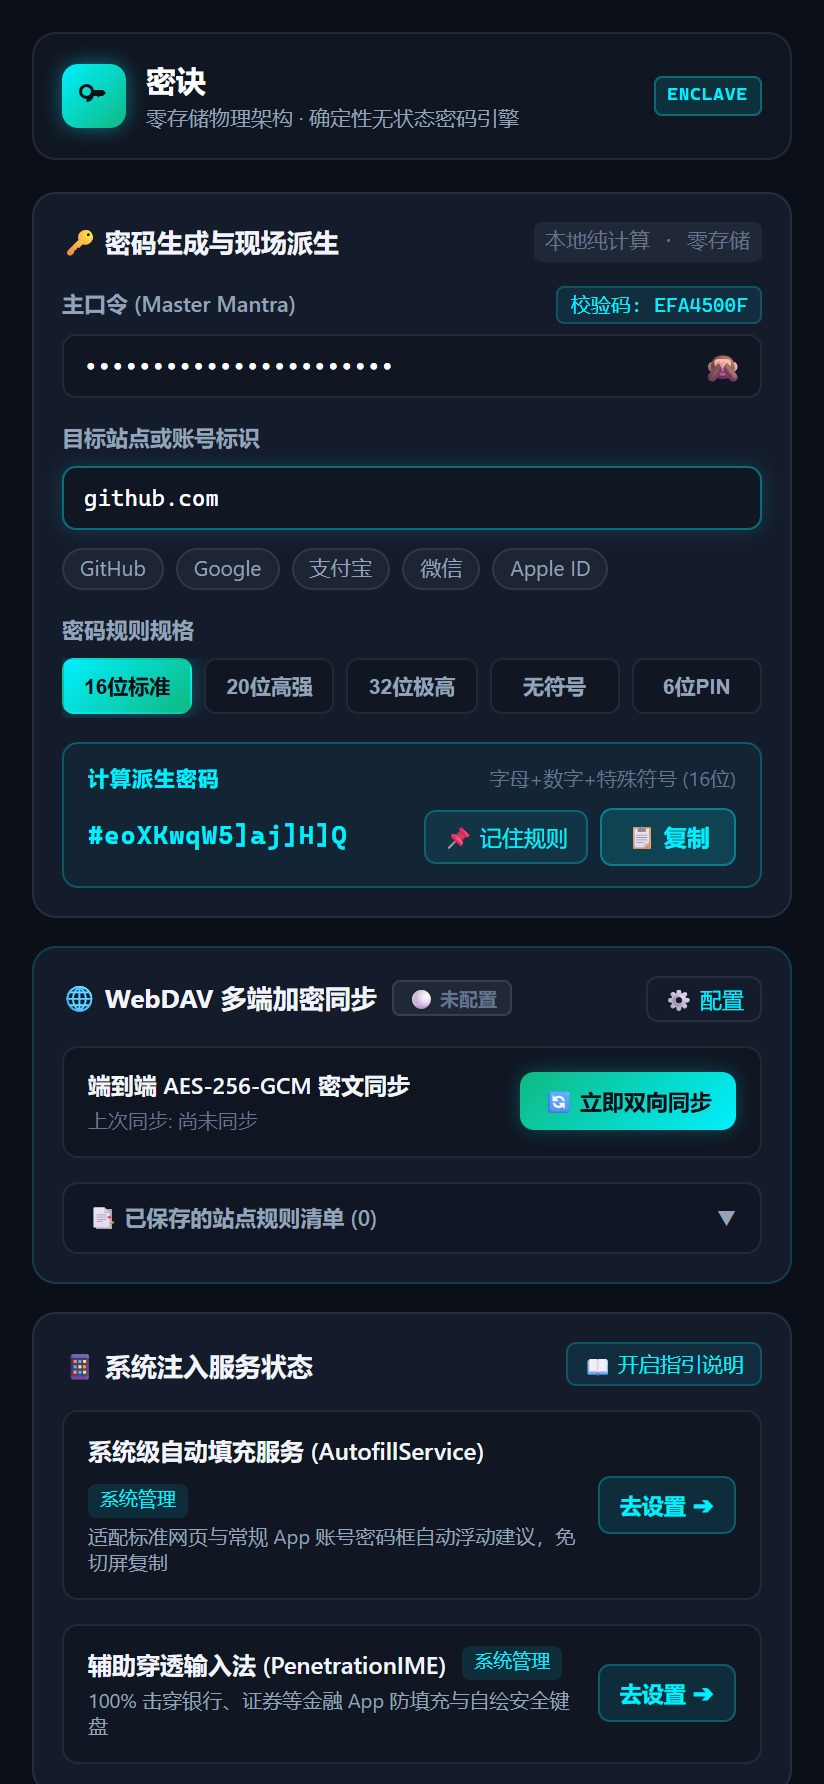 密诀
零存储物理架构 · 确定性无状态密码引擎
ENCLAVE
密码生成与现场派生
本地纯计算 · 零存储
主口令 (Master Mantra)
校验码: EFA4500F
•••••••••••••••••••••••
目标站点或账号标识
github.com
GitHub
Google
支付宝
微信
Apple ID
密码规则规格
16位标准
20位高强
32位极高
无符号
6位PIN
计算派生密码
字母+数字+特殊符号 (16位)
#eoXKwqW5]aj]H]Q
记住规则
复制
WebDAV 多端加密同步
未配置
配置
端到端 AES-256-GCM 密文同步
上次同步: 尚未同步
立即双向同步
已保存的站点规则清单 (0)
系统注入服务状态
开启指引说明
系统级自动填充服务 (AutofillService)
系统管理
适配标准网页与常规 App 账号密码框自动浮动建议，免
切屏复制
去设置 ➔
辅助穿透输入法 (PenetrationIME)
系统管理
100% 击穿银行、证券等金融 App 防填充与自绘安全键
盘
去设置 ➔